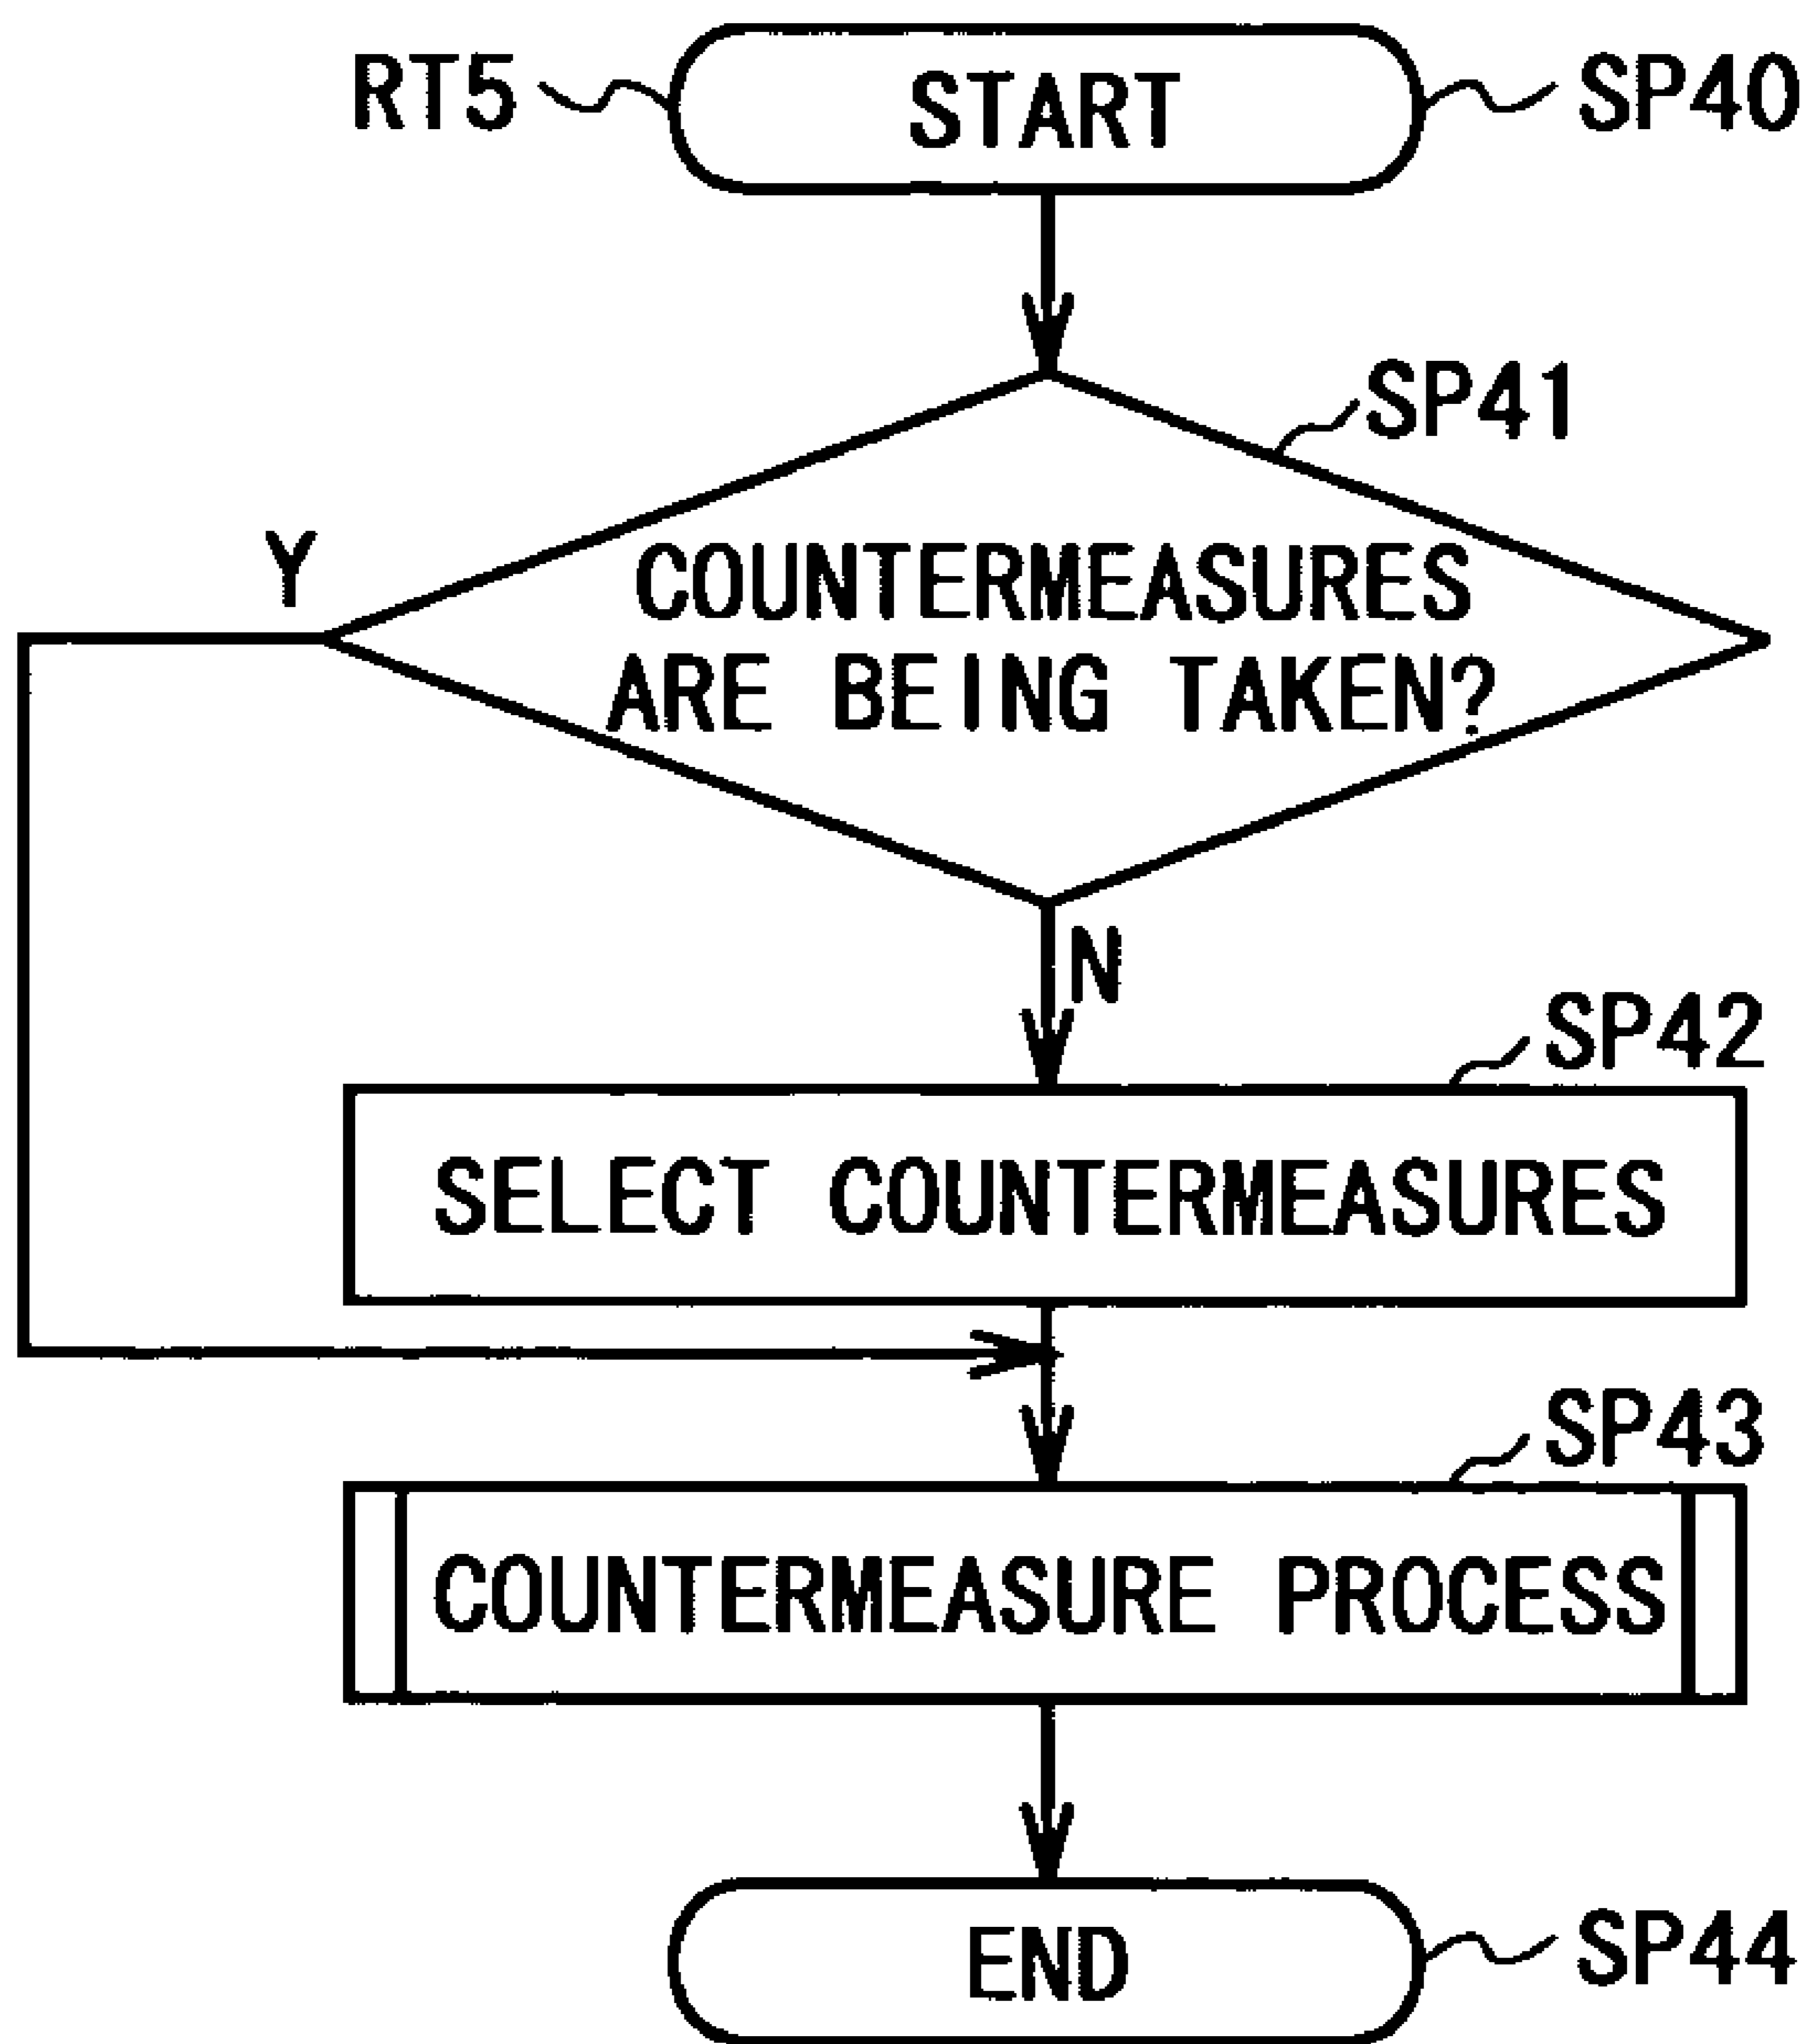 RT5
START
SP40
SP41
Y
COUNTERMEASURES
ARE BEING TAKEN?
N
SP42
SELECT COUNTERMEASURES
SP43
COUNTERMEASURE PROCESS
END
SP44